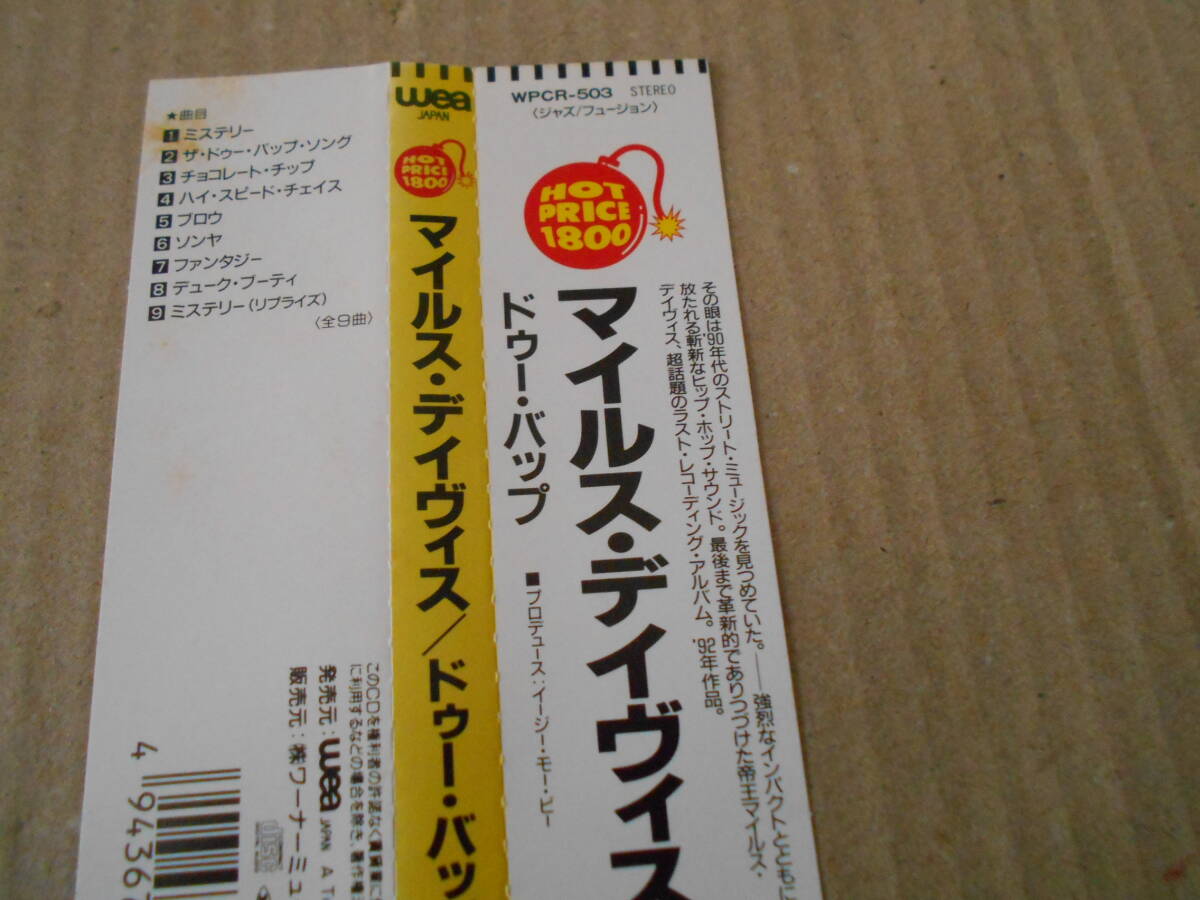 ★曲目
1 ミステリー
2 ザ・ドゥー・バップ・ソング
3 チョコレート・チップ
4 ハイ・スピード・チェイス
5 ブロウ
6 ソンヤ
7 ファンタジー
8 デューク・ブーティ
9 ミステリー(リプライズ)
〈全9曲〉
このCDを権利者の許諾なく賃貸業に
に利用するなどの場合を除き、著作権
発売元:wea JAPAN A
販売元:㈱ワーナーミュ
4 94367
wea
JAPAN
HOT
PRICE
1800
マイルス・デイヴィス/ドゥー・バッ
WPCR-503 STEREO
〈ジャズ/フュージョン〉
HOT
PRICE
1800
その眼は'90年代のストリート・ミュージックを見つめていた。——強烈なインパクトとともに
放たれる斬新なヒップ・ホップ・サウンド。最後まで革新的でありつづけた帝王マイルス・
デイヴィス、超話題のラスト・レコーディング・アルバム。'92年作品。
マイルス・デイヴィス
ドゥー・バップ
■プロデュース:イージー・モー・ビー